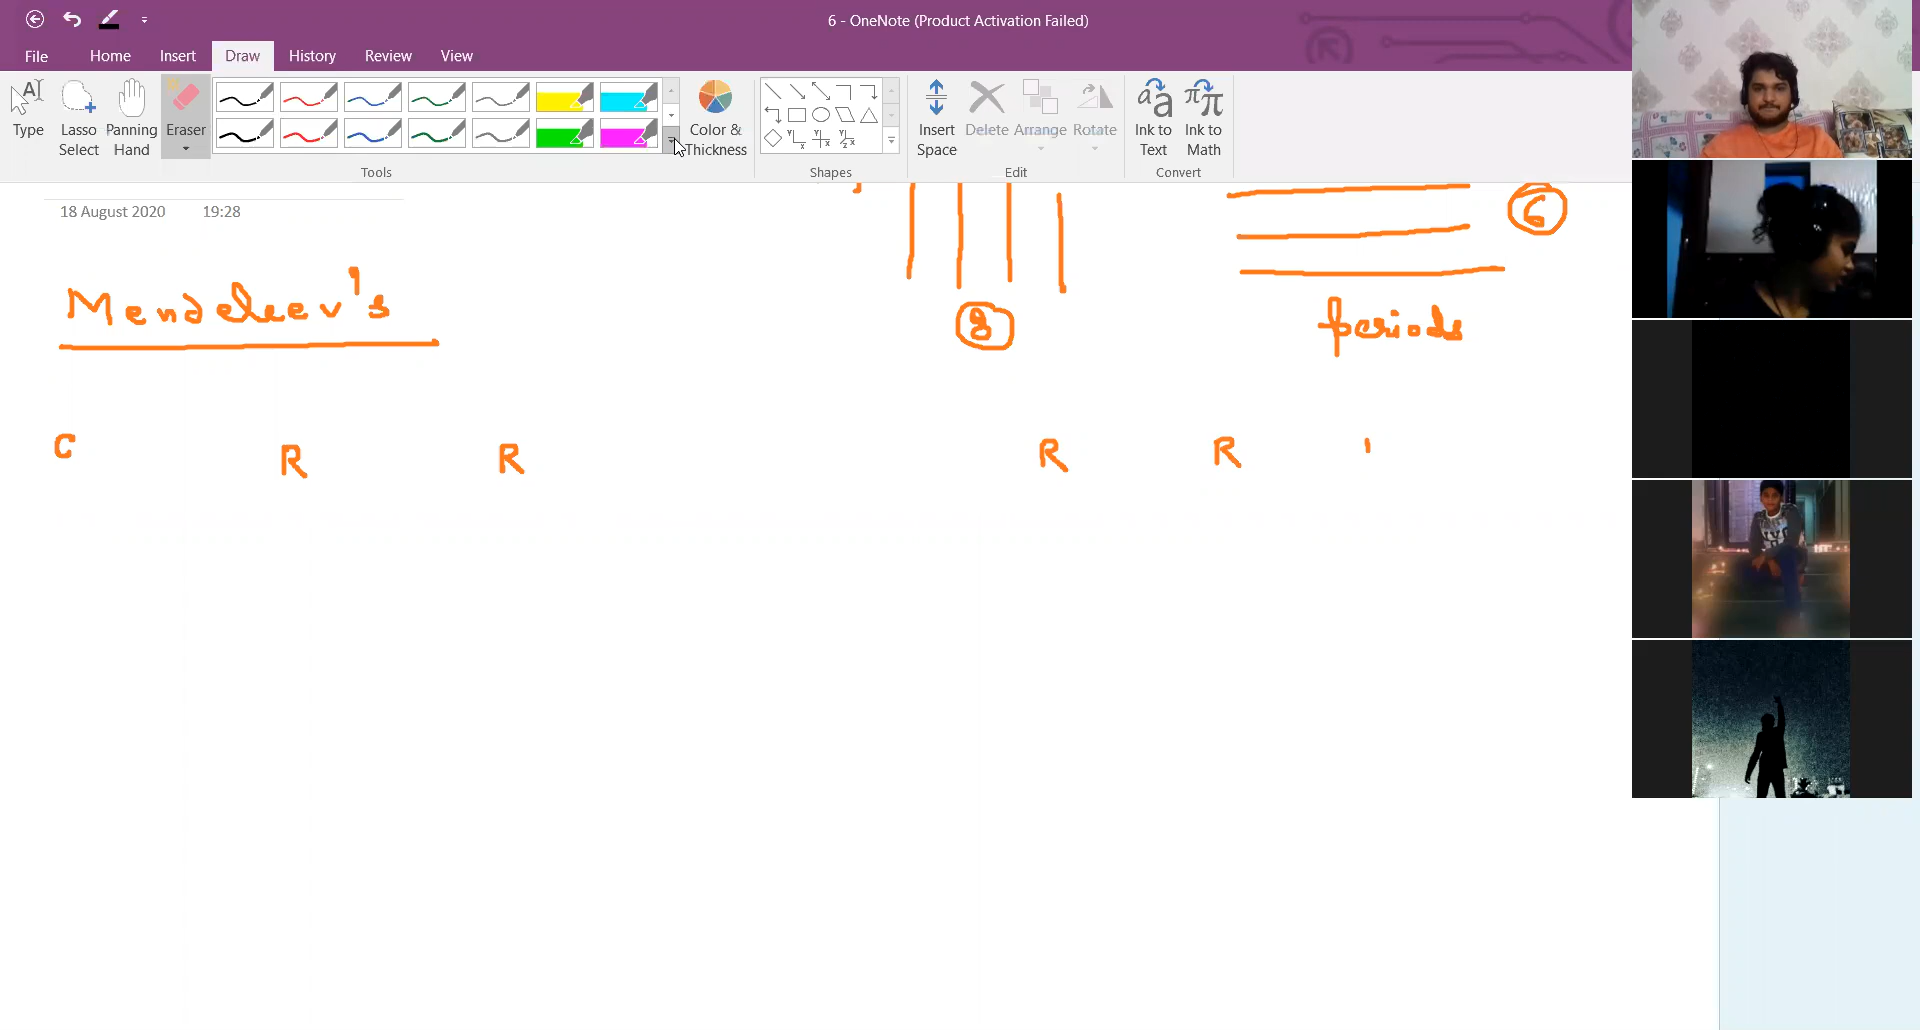 6 - OneNote (Product Activation Failed)
File Home Insert Draw History Review View
Type
Lasso Select
Panning Hand
Eraser
Color & Thickness
Insert Space
Delete
Arrange
Rotate
Ink to Text
Ink to Math
Tools
Shapes
Edit
Convert
18 August 2020 19:28
6
Mendeleev's
8
periods
C R R R R